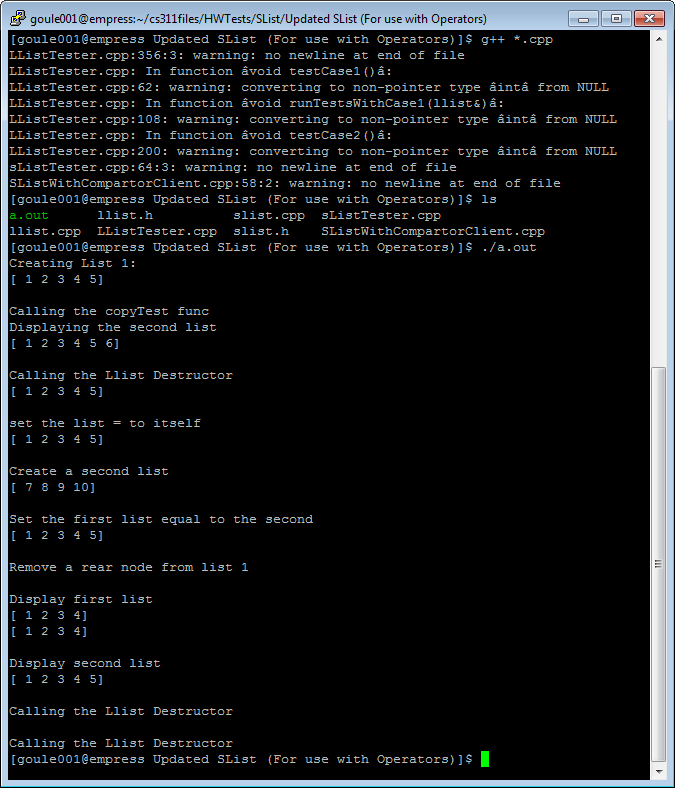 goule001@empress:~/cs311files/HWTests/SList/Updated SList (For use with Operators)
[goule001@empress Updated SList (For use with Operators)]$ g++ *.cpp
LListTester.cpp:356:3: warning: no newline at end of file
LListTester.cpp: In function âvoid testCase1()â:
LListTester.cpp:62: warning: converting to non-pointer type âintâ from NULL
LListTester.cpp: In function âvoid runTestsWithCase1(llist&)â:
LListTester.cpp:108: warning: converting to non-pointer type âintâ from NULL
LListTester.cpp: In function âvoid testCase2()â:
LListTester.cpp:200: warning: converting to non-pointer type âintâ from NULL
sListTester.cpp:64:3: warning: no newline at end of file
SListWithCompartorClient.cpp:58:2: warning: no newline at end of file
[goule001@empress Updated SList (For use with Operators)]$ ls
a.out      llist.h          slist.cpp  sListTester.cpp
llist.cpp  LListTester.cpp  slist.h    SListWithCompartorClient.cpp
[goule001@empress Updated SList (For use with Operators)]$ ./a.out
Creating List 1:
[ 1 2 3 4 5]
Calling the copyTest func
Displaying the second list
[ 1 2 3 4 5 6]
Calling the Llist Destructor
[ 1 2 3 4 5]
set the list = to itself
[ 1 2 3 4 5]
Create a second list
[ 7 8 9 10]
Set the first list equal to the second
[ 1 2 3 4 5]
Remove a rear node from list 1
Display first list
[ 1 2 3 4]
[ 1 2 3 4]
Display second list
[ 1 2 3 4 5]
Calling the Llist Destructor
Calling the Llist Destructor
[goule001@empress Updated SList (For use with Operators)]$